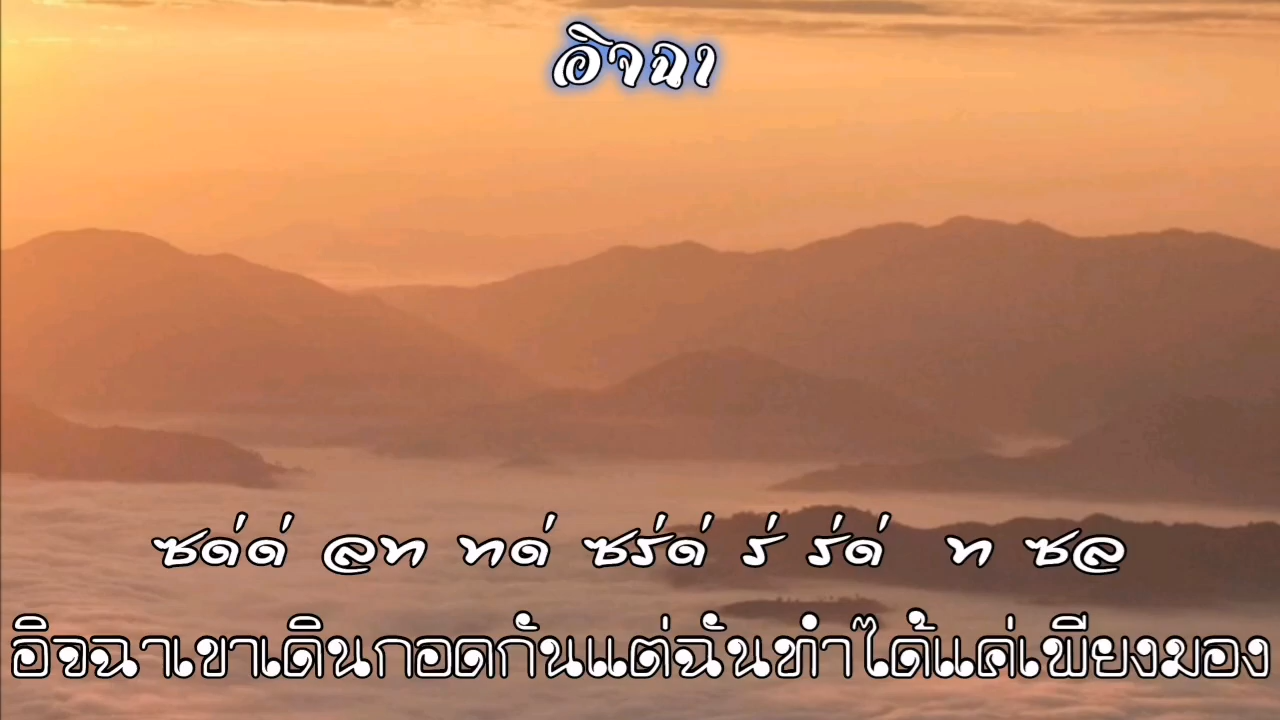 อิจฉา
ซด่ด่ ลท ทด่ ซร่ด่ ร่ ร่ด่ ท ซล
อิจฉาเขาเดินกอดกันแต่ฉันทำได้แค่เพียงมอง